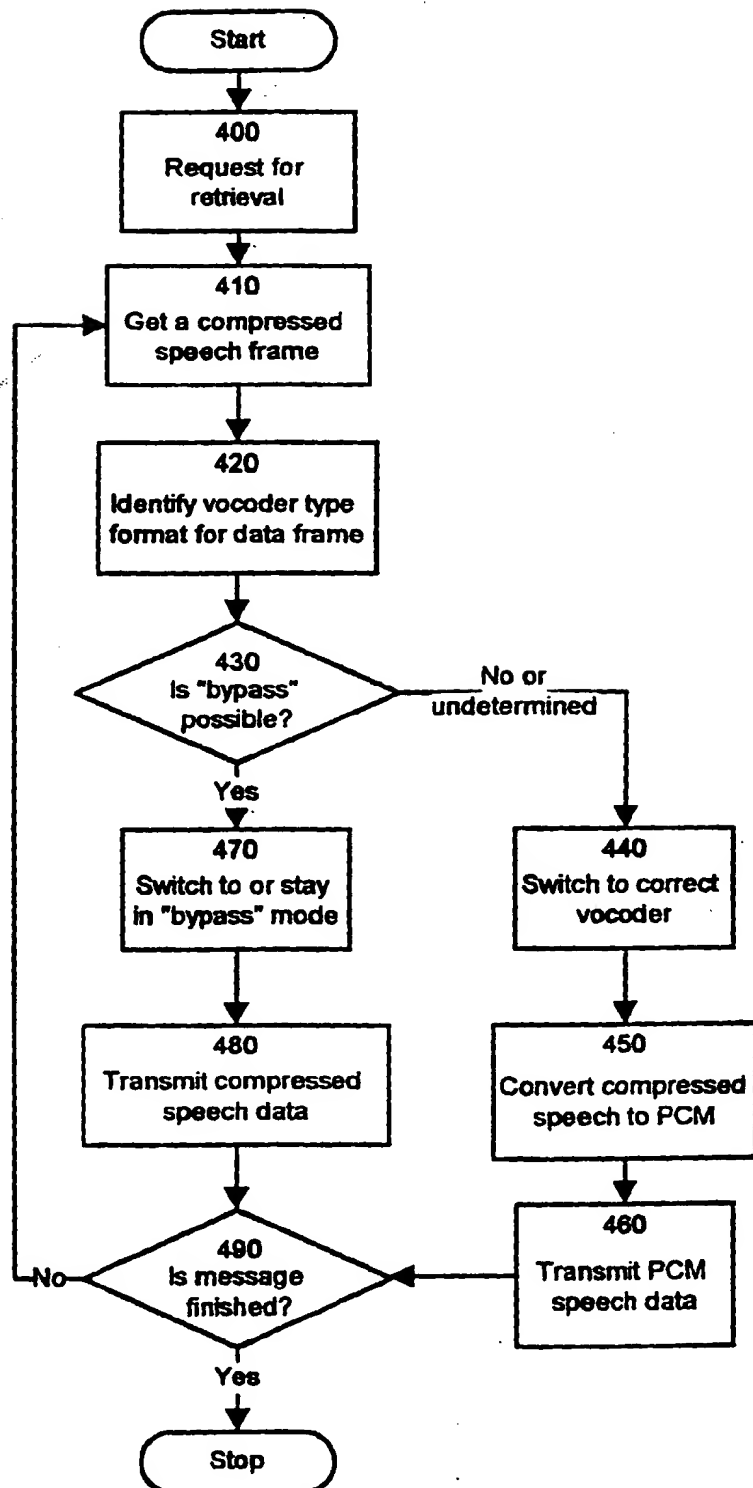 Start
400
Request for
retrieval
410
Get a compressed
speech frame
420
Identify vocoder type
format for data frame
430
Is "bypass"
possible?
No or
undetermined
Yes
470
Switch to or stay
in "bypass" mode
440
Switch to correct
vocoder
480
Transmit compressed
speech data
450
Convert compressed
speech to PCM
460
Transmit PCM
speech data
490
Is message
finished?
No
Yes
Stop